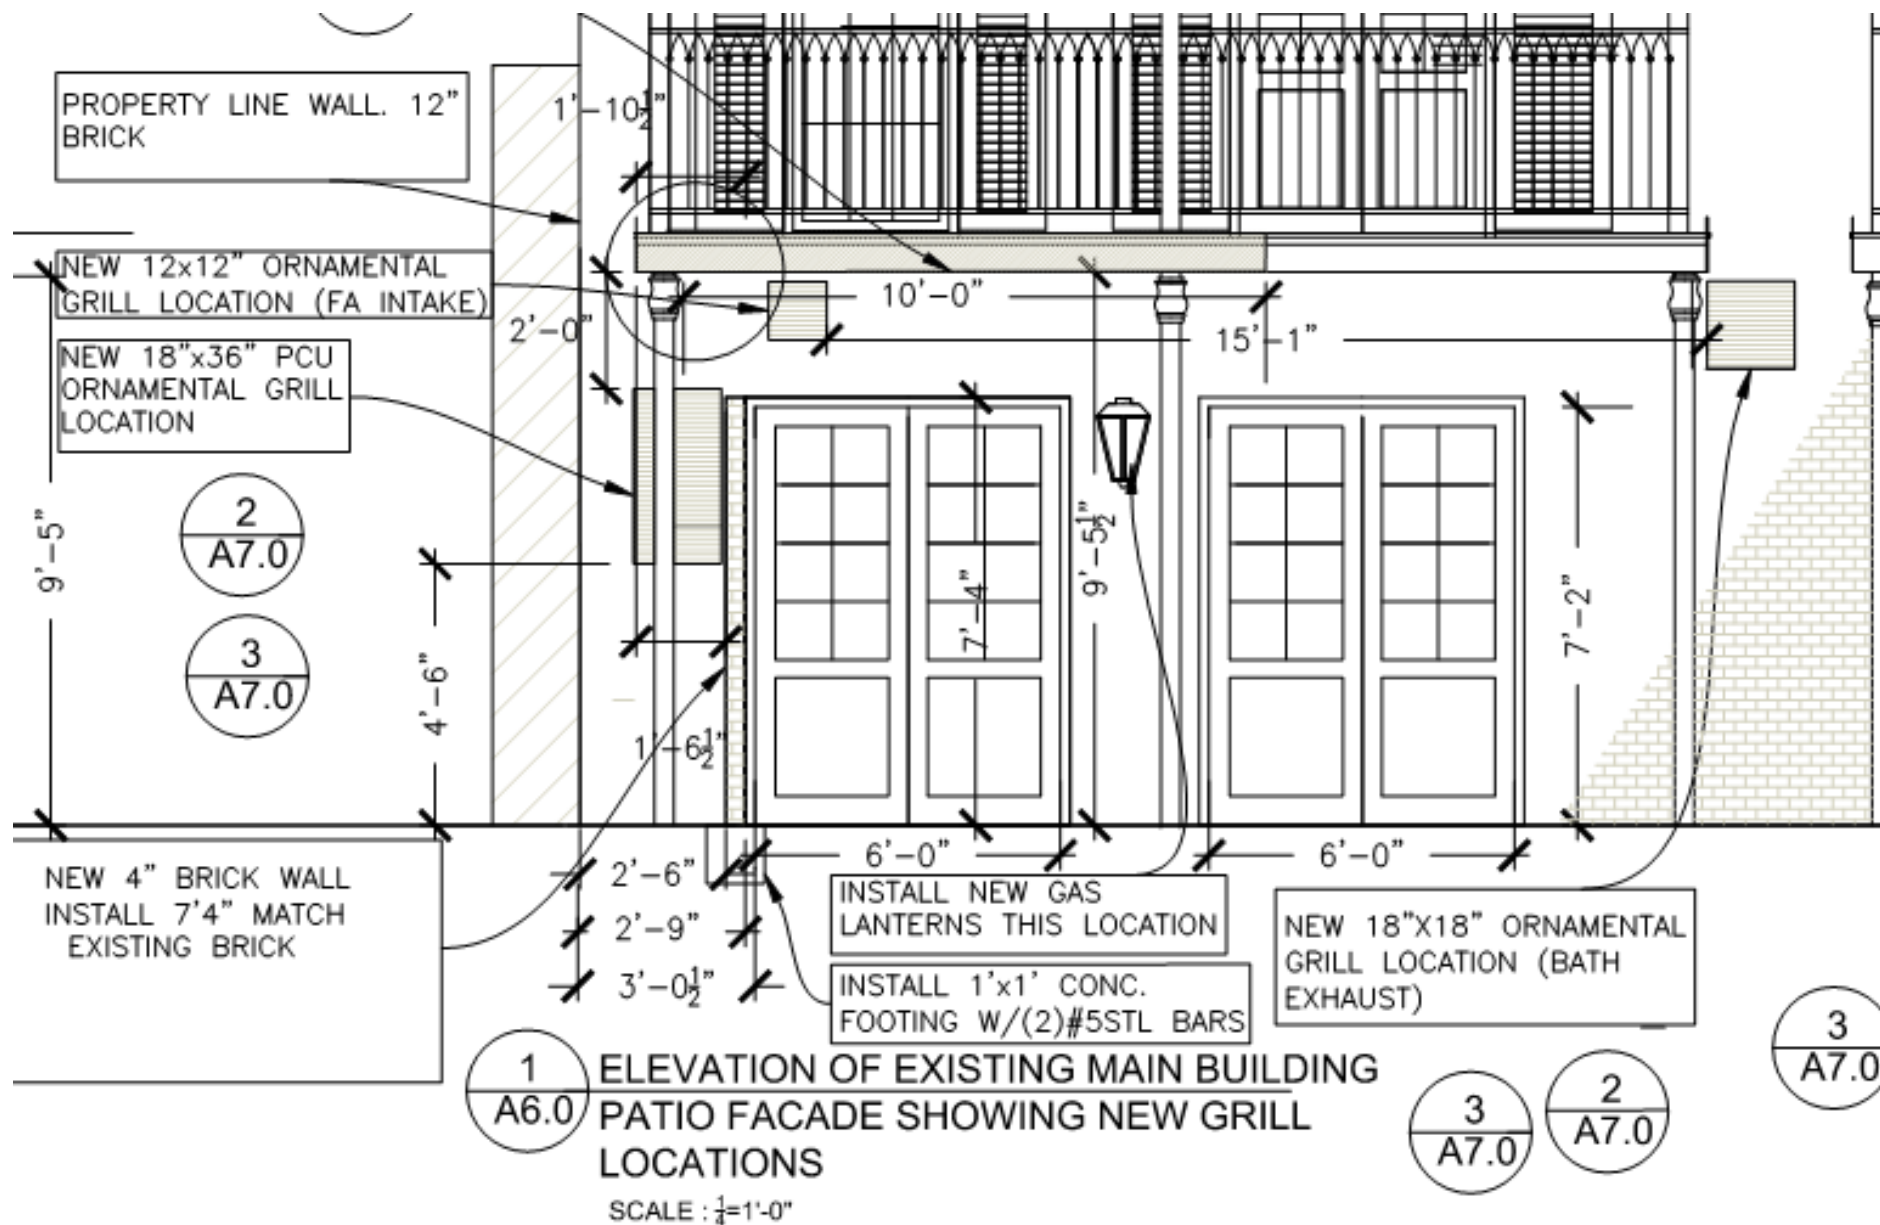 PROPERTY LINE WALL. 12"
BRICK
1'-10½"
NEW 12x12" ORNAMENTAL
GRILL LOCATION (FA INTAKE)
10'-0"
2'-0"
15'-1"
NEW 18"x36" PCU
ORNAMENTAL GRILL
LOCATION
2
A7.0
9'-5"
9'-5½"
7'-4"
7'-2"
3
A7.0
4'-6"
1'-6½"
6'-0"
6'-0"
2'-6"
2'-9"
3'-0½"
NEW 4" BRICK WALL
INSTALL 7'4" MATCH
EXISTING BRICK
INSTALL NEW GAS
LANTERNS THIS LOCATION
INSTALL 1'x1' CONC.
FOOTING W/(2)#5STL BARS
NEW 18"X18" ORNAMENTAL
GRILL LOCATION (BATH
EXHAUST)
3
A7.0
1
A6.0
ELEVATION OF EXISTING MAIN BUILDING
PATIO FACADE SHOWING NEW GRILL
LOCATIONS
SCALE : ¼=1'-0"
3
A7.0
2
A7.0